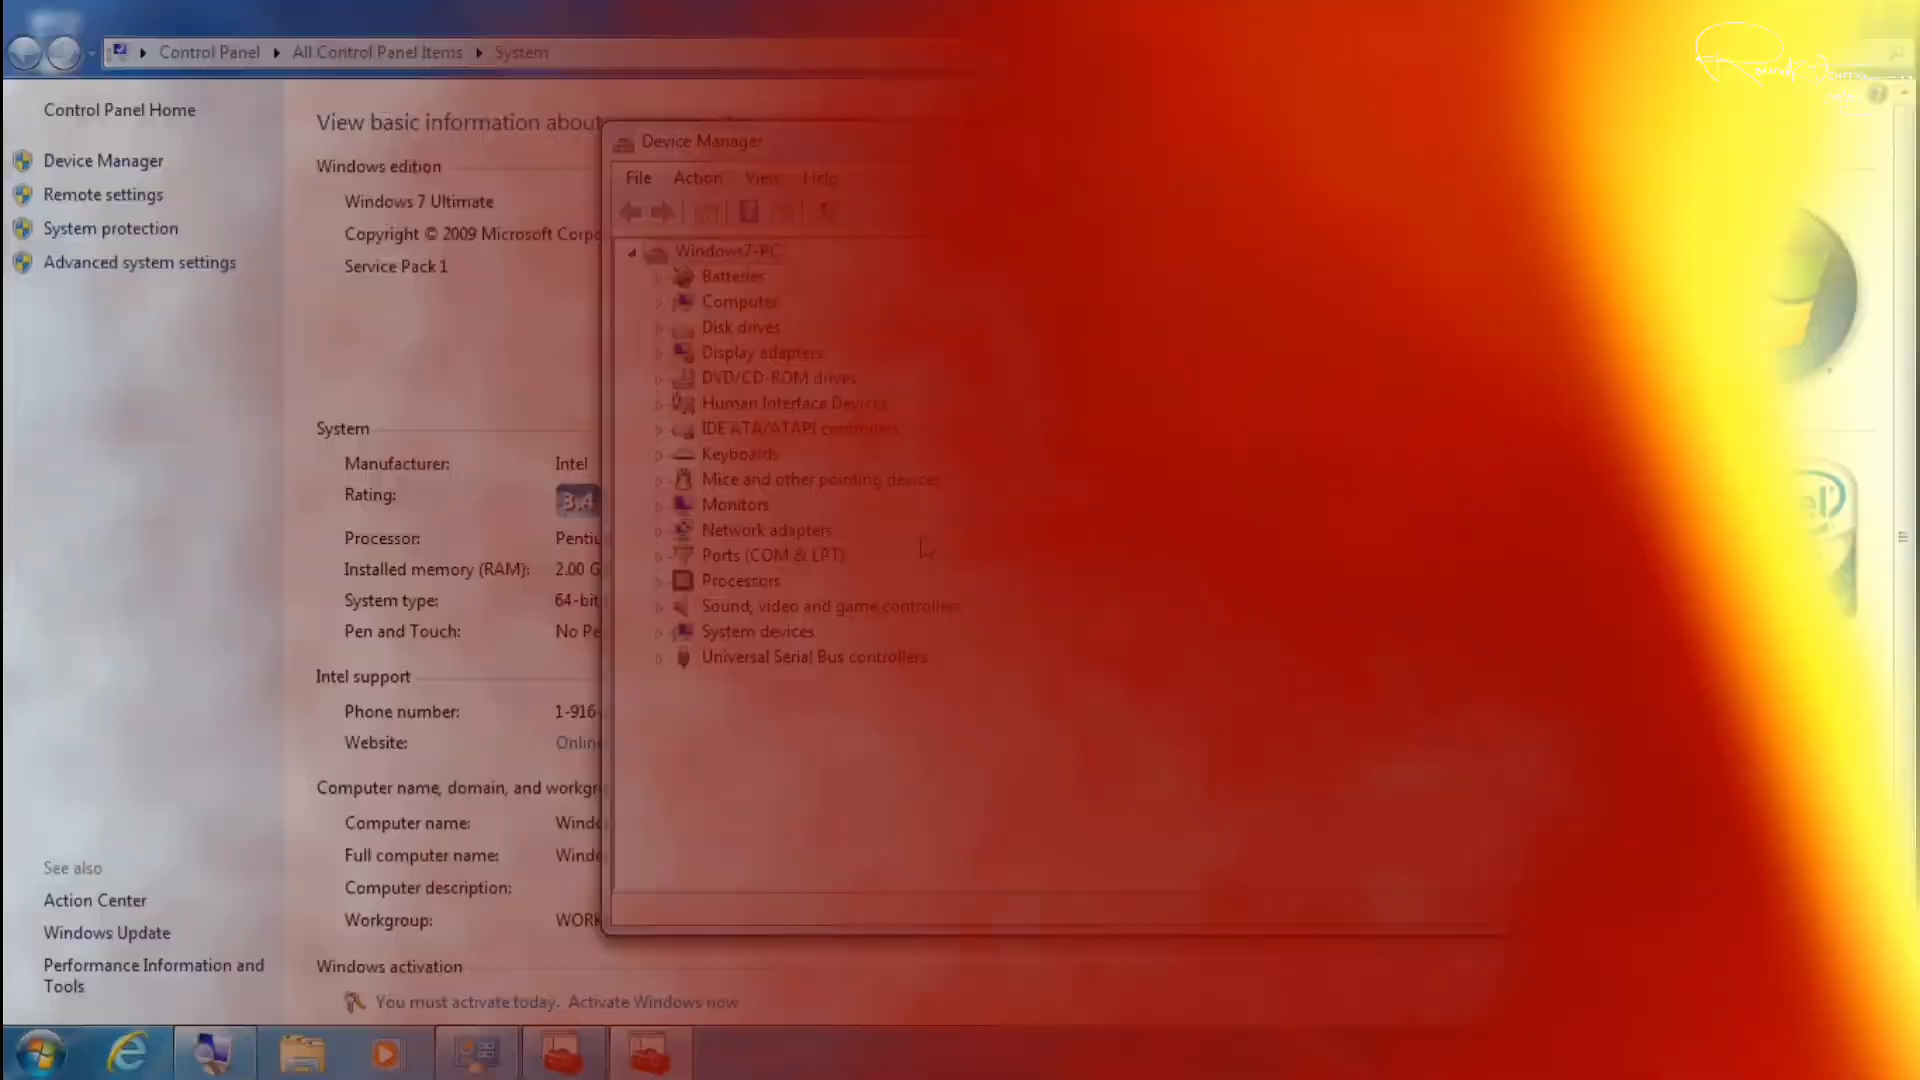 Control Panel
All Control Panel Items
System
Control Panel Home
Device Manager
Remote settings
System protection
Advanced system settings
See also
Action Center
Windows Update
Performance Information and
Tools
View basic information about
Windows edition
Windows 7 Ultimate
Copyright © 2009 Microsoft Corpo
Service Pack 1
System
Manufacturer: Intel
Rating: 3.4
Processor: Pentiu
Installed memory (RAM): 2.00 G
System type: 64-bit
Pen and Touch: No Pe
Intel support
Phone number: 1-916-
Website: Onlin
Computer name, domain, and workgr
Computer name: Windo
Full computer name: Windo
Computer description:
Workgroup: WORK
Windows activation
You must activate today. Activate Windows now
Device Manager
File Action View Help
Windows7-PC
Batteries
Computer
Disk drives
Display adapters
DVD/CD-ROM drives
Human Interface Devices
IDE ATA/ATAPI controllers
Keyboards
Mice and other pointing devices
Monitors
Network adapters
Ports (COM & LPT)
Processors
Sound, video and game controllers
System devices
Universal Serial Bus controllers